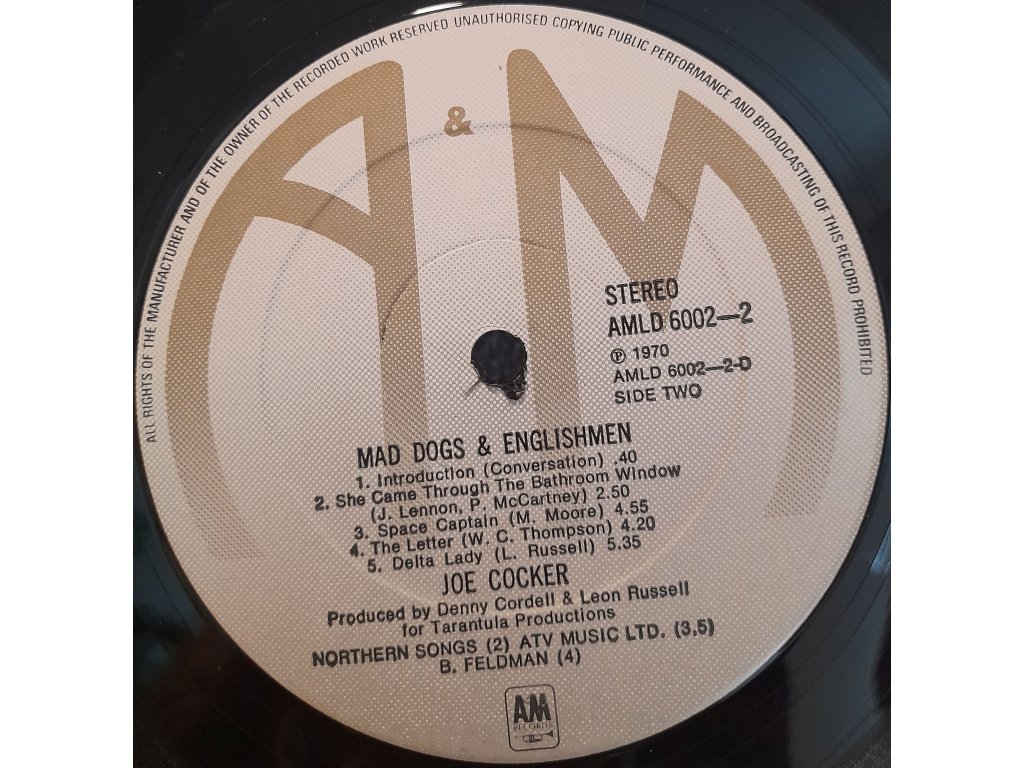 ALL RIGHTS OF THE MANUFACTURER AND OF THE OWNER OF THE RECORDED WORK RESERVED UNAUTHORISED COPYING PUBLIC PERFORMANCE AND BROADCASTING OF THIS RECORD PROHIBITED
A & M
STEREO
AMLD 6002—2
℗ 1970
AMLD 6002—2-D
SIDE TWO
MAD DOGS & ENGLISHMEN
1. Introduction (Conversation) .40
2. She Came Through The Bathroom Window
(J. Lennon, P. McCartney) 2.50
3. Space Captain (M. Moore) 4.55
4. The Letter (W. C. Thompson) 4.20
5. Delta Lady (L. Russell) 5.35
JOE COCKER
Produced by Denny Cordell & Leon Russell
for Tarantula Productions
NORTHERN SONGS (2) ATV MUSIC LTD. (3,5)
B. FELDMAN (4)
AM
RECORDS